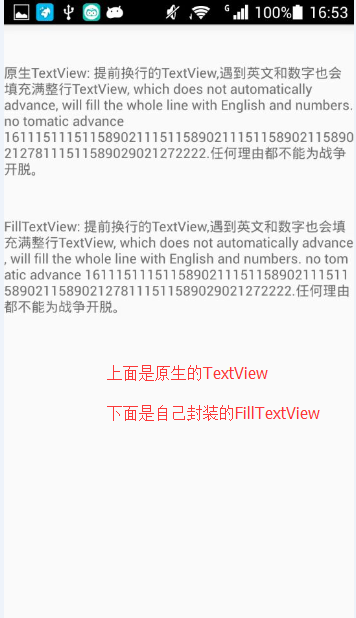 G 100% 16:53
原生TextView: 提前换行的TextView,遇到英文和数字也会
填充满整行TextView, which does not automatically
advance, will fill the whole line with English and numbers.
no tomatic advance
1611151115115890211151158902111511589021158 90
2127811151158902902 1272222.任何理由都不能为战争
开脱。
FillTextView: 提前换行的TextView,遇到英文和数字也会填
充满整行TextView, which does not automatically advance
, will fill the whole line with English and numbers. no tom
atic advance 16111511151158902111511589021115 11
5890211589021278111511589029021272222.任何理由
都不能为战争开脱。
上面是原生的TextView
下面是自己封装的FillTextView